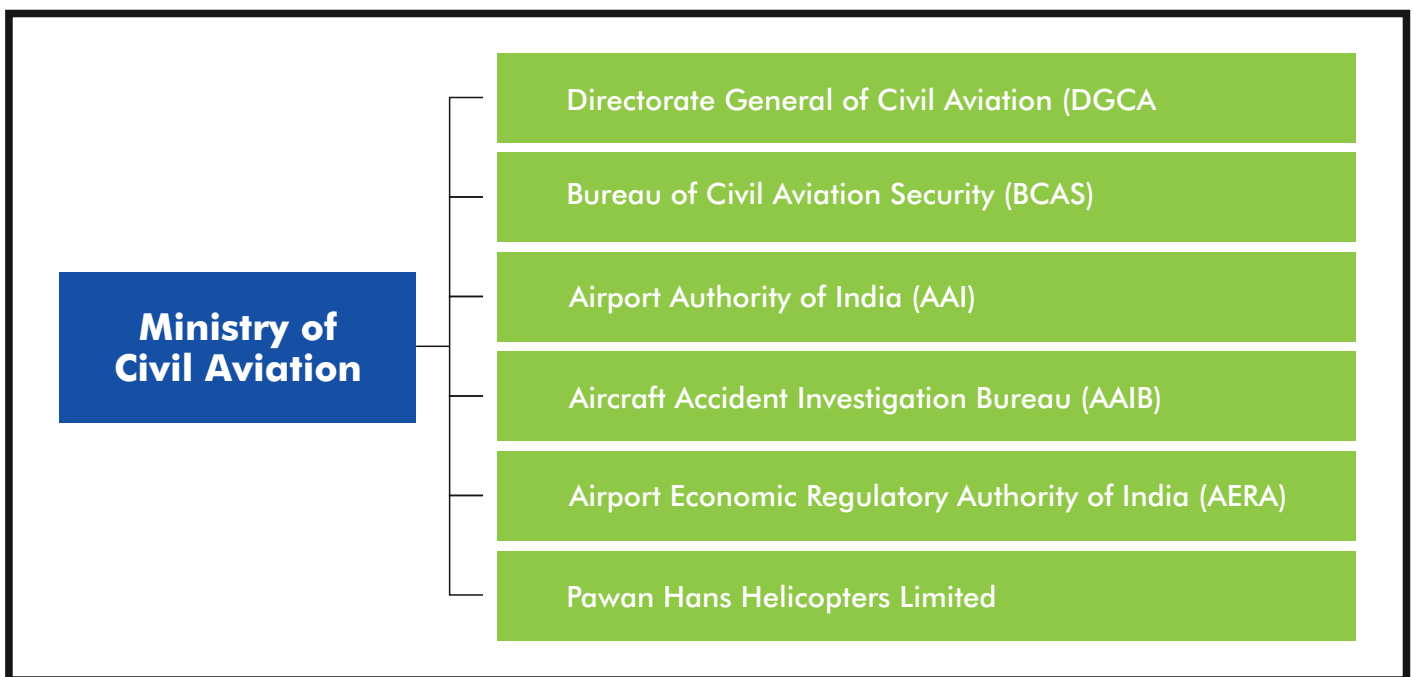 Ministry of
Civil Aviation
Directorate General of Civil Aviation (DGCA
Bureau of Civil Aviation Security (BCAS)
Airport Authority of India (AAI)
Aircraft Accident Investigation Bureau (AAIB)
Airport Economic Regulatory Authority of India (AERA)
Pawan Hans Helicopters Limited